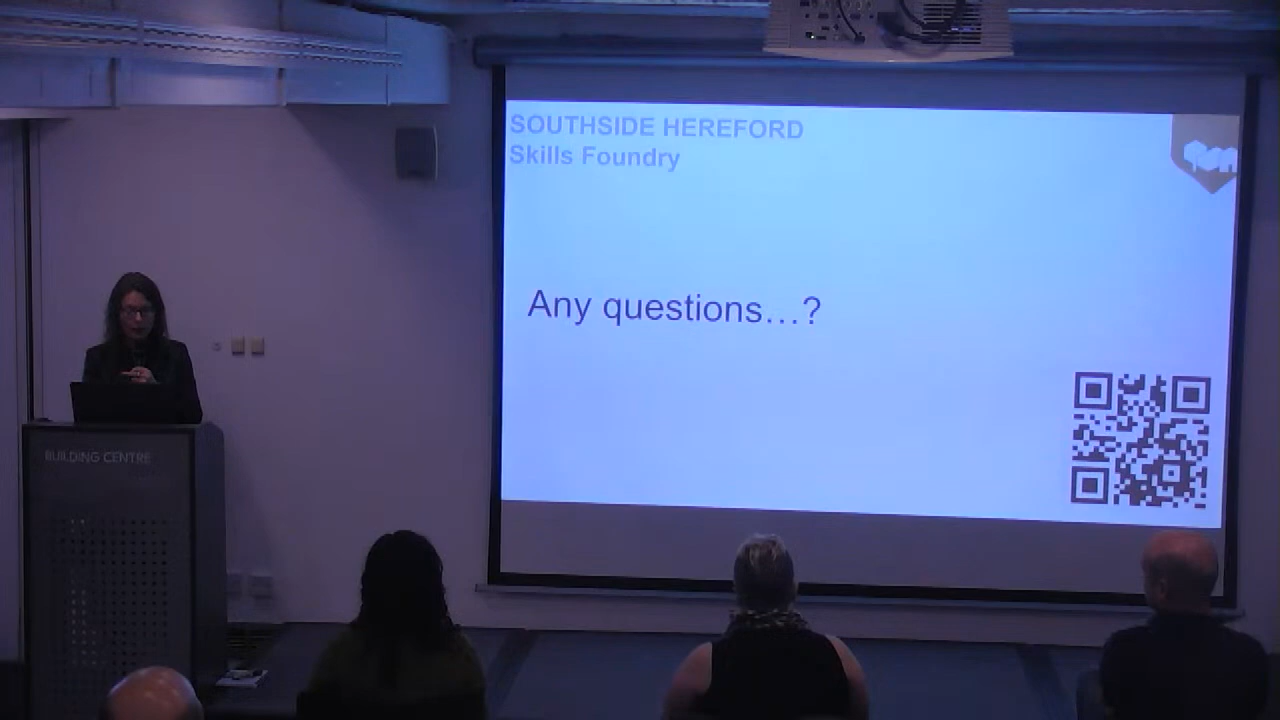 SOUTHSIDE HEREFORD
Skills Foundry
Any questions...?
BUILDING CENTRE